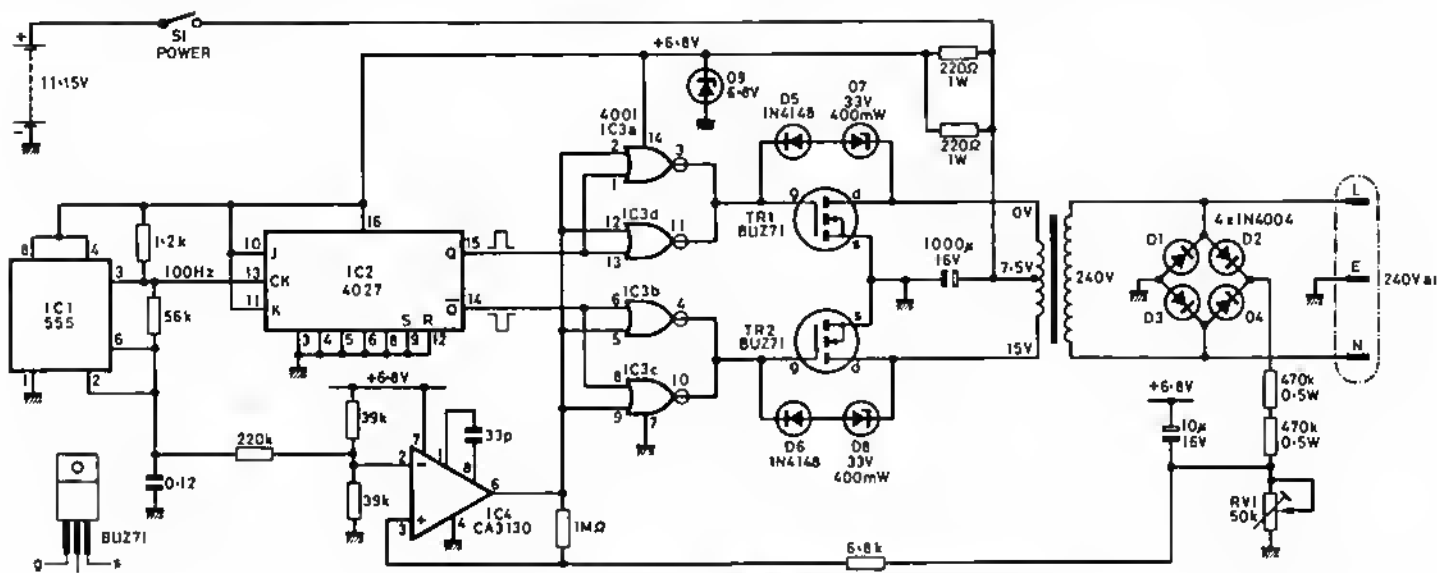 S1
POWER
+
11-15V
-
+6·8V
D9
6·8V
220Ω
1W
220Ω
1W
D5
1N4148
D7
33V
400mW
4001
IC3a
14
2
1
3
IC3d
12
13
11
IC3b
6
5
4
IC3c
8
9
10
7
g
d
s
TR1
BUZ71
TR2
BUZ71
s
g
d
D6
1N4148
D8
33V
400mW
1000µ
16V
0V
7·5V
15V
240V
4x1N4004
D1
D2
D3
D4
L
E
N
240V
470k
0.5W
470k
0.5W
+6·8V
10µ
16V
RV1
50k
8
4
3
IC1
555
6
1
2
1·2k
100Hz
56k
16
10
J
13
CK
11
K
IC2
4027
Q
15
Q
14
S
R
3
4
5
6
8
9
12
+6·8V
39k
39k
220k
0·12
33p
7
1
8
2
-
3
+
6
4
IC4
CA3130
1MΩ
6·8k
BUZ71
g
s